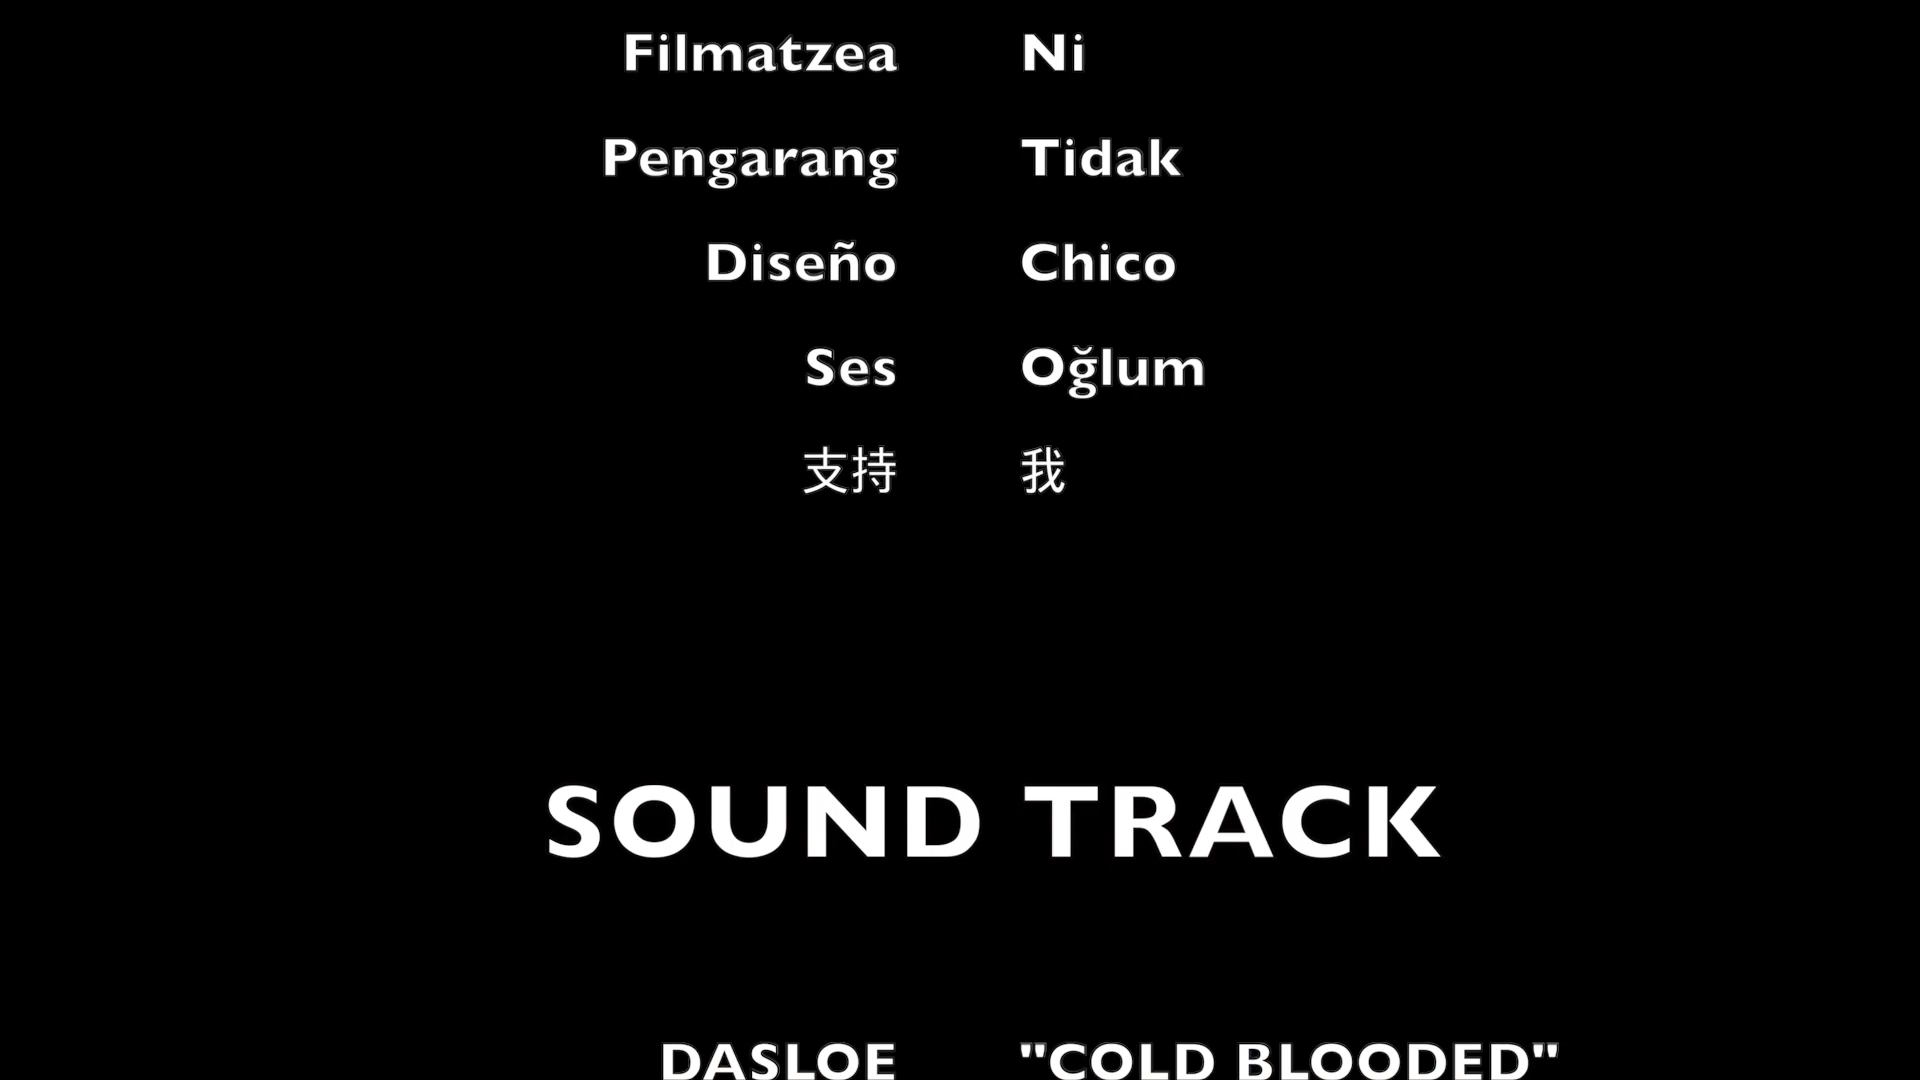 Filmatzea Ni
Pengarang Tidak
Diseño Chico
Ses Oğlum
支持 我
SOUND TRACK
DASLOE "COLD BLOODED"